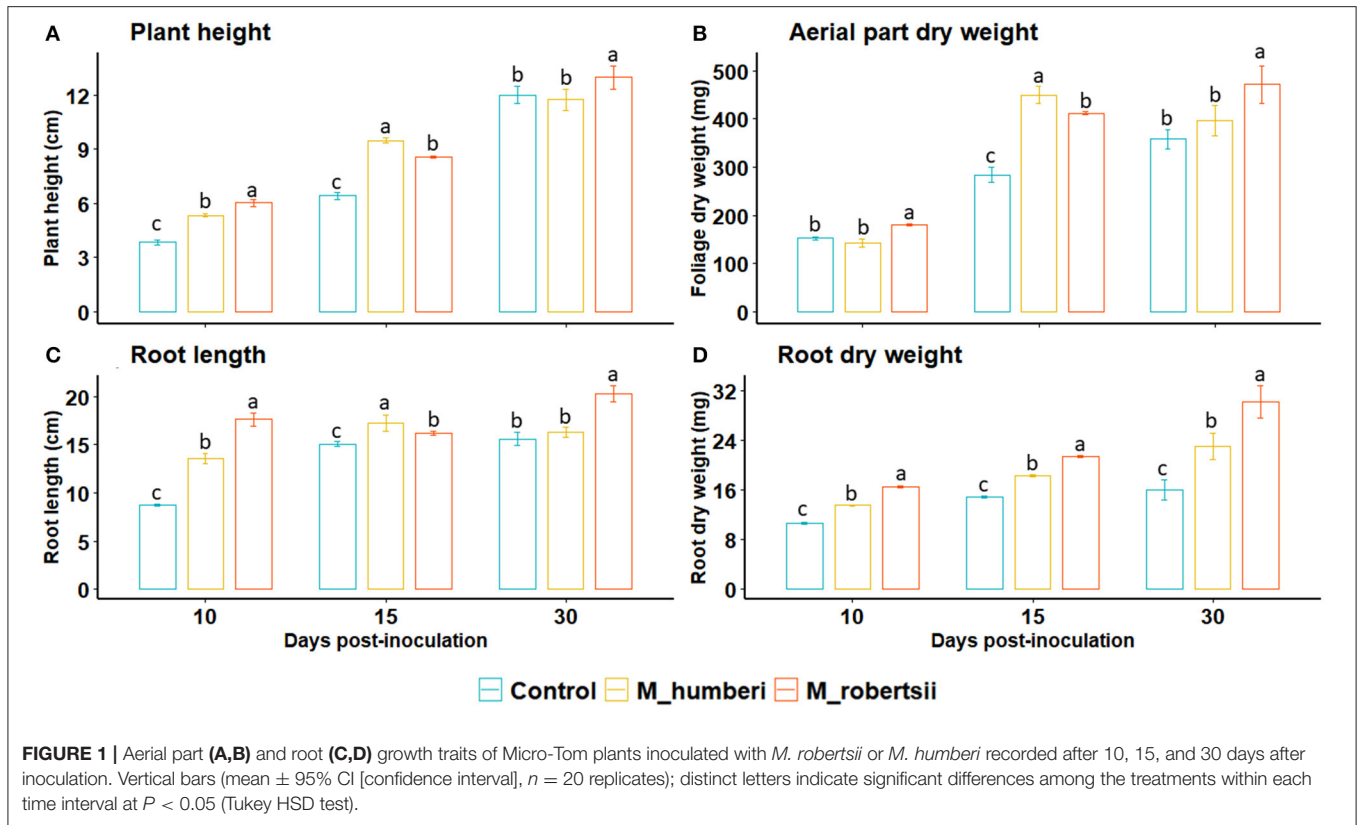 A Plant height
Plant height (cm)
12
9
6
3
0
c b a
c a b
b b a
B Aerial part dry weight
Foliage dry weight (mg)
500
400
300
200
100
0
b b a
c a b
b b a
C Root length
Root length (cm)
20
15
10
5
0
c b a
c a b
b b a
10 15 30
Days post-inoculation
D Root dry weight
Root dry weight (mg)
32
24
16
8
0
c b a
c b a
c b a
10 15 30
Days post-inoculation
Control M_humberi M_robertsii
FIGURE 1 | Aerial part (A,B) and root (C,D) growth traits of Micro-Tom plants inoculated with M. robertsii or M. humberi recorded after 10, 15, and 30 days after
inoculation. Vertical bars (mean ± 95% CI [confidence interval], n = 20 replicates); distinct letters indicate significant differences among the treatments within each
time interval at P < 0.05 (Tukey HSD test).